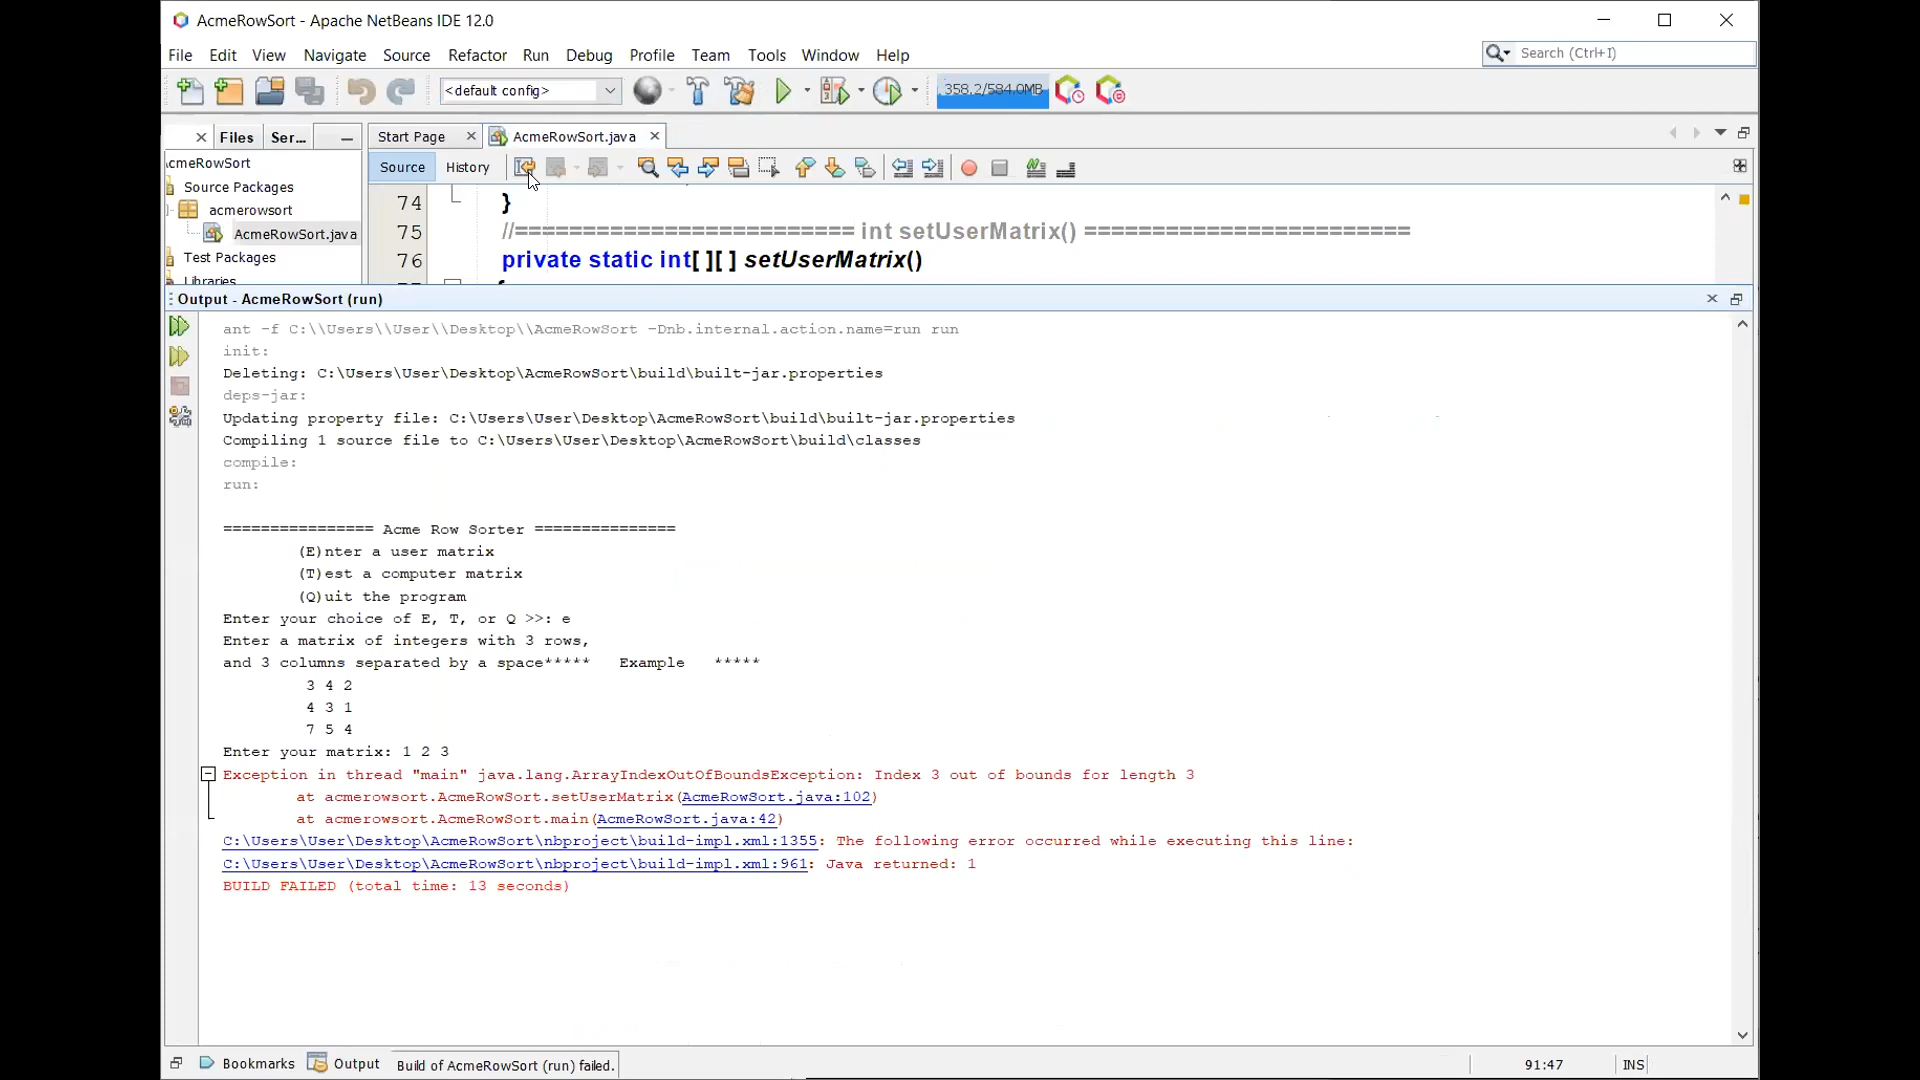 AcmeRowSort - Apache NetBeans IDE 12.0
File Edit View Navigate Source Refactor Run Debug Profile Team Tools Window Help
Search (Ctrl+I)
<default config>
358.2/584.0MB
Files Ser...
Start Page AcmeRowSort.java
cmeRowSort
Source Packages
acmerowsort
AcmeRowSort.java
Test Packages
Libraries
Source History
74 }
75 //========================= int setUserMatrix() ========================
76 private static int[ ][ ] setUserMatrix()
Output - AcmeRowSort (run)
ant -f C:\\Users\\User\\Desktop\\AcmeRowSort -Dnb.internal.action.name=run run
init:
Deleting: C:\Users\User\Desktop\AcmeRowSort\build\built-jar.properties
deps-jar:
Updating property file: C:\Users\User\Desktop\AcmeRowSort\build\built-jar.properties
Compiling 1 source file to C:\Users\User\Desktop\AcmeRowSort\build\classes
compile:
run:
================ Acme Row Sorter ===============
(E)nter a user matrix
(T)est a computer matrix
(Q)uit the program
Enter your choice of E, T, or Q >>: e
Enter a matrix of integers with 3 rows,
and 3 columns separated by a space***** Example *****
3 4 2
4 3 1
7 5 4
Enter your matrix: 1 2 3
Exception in thread "main" java.lang.ArrayIndexOutOfBoundsException: Index 3 out of bounds for length 3
at acmerowsort.AcmeRowSort.setUserMatrix(AcmeRowSort.java:102)
at acmerowsort.AcmeRowSort.main(AcmeRowSort.java:42)
C:\Users\User\Desktop\AcmeRowSort\nbproject\build-impl.xml:1355: The following error occurred while executing this line:
C:\Users\User\Desktop\AcmeRowSort\nbproject\build-impl.xml:961: Java returned: 1
BUILD FAILED (total time: 13 seconds)
Bookmarks Output Build of AcmeRowSort (run) failed. 91:47 INS